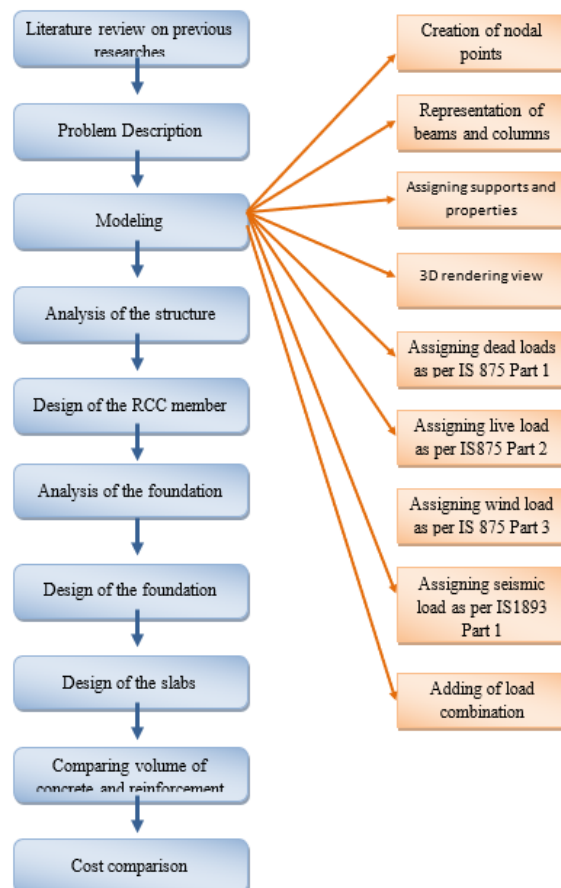 Literature review on previous
researches
Problem Description
Modeling
Analysis of the structure
Design of the RCC member
Analysis of the foundation
Design of the foundation
Design of the slabs
Comparing volume of
concrete and reinforcement
Cost comparison
Creation of nodal
points
Representation of
beams and columns
Assigning supports and
properties
3D rendering view
Assigning dead loads
as per IS 875 Part 1
Assigning live load
as per IS875 Part 2
Assigning wind load
as per IS 875 Part 3
Assigning seismic
load as per IS1893
Part 1
Adding of load
combination